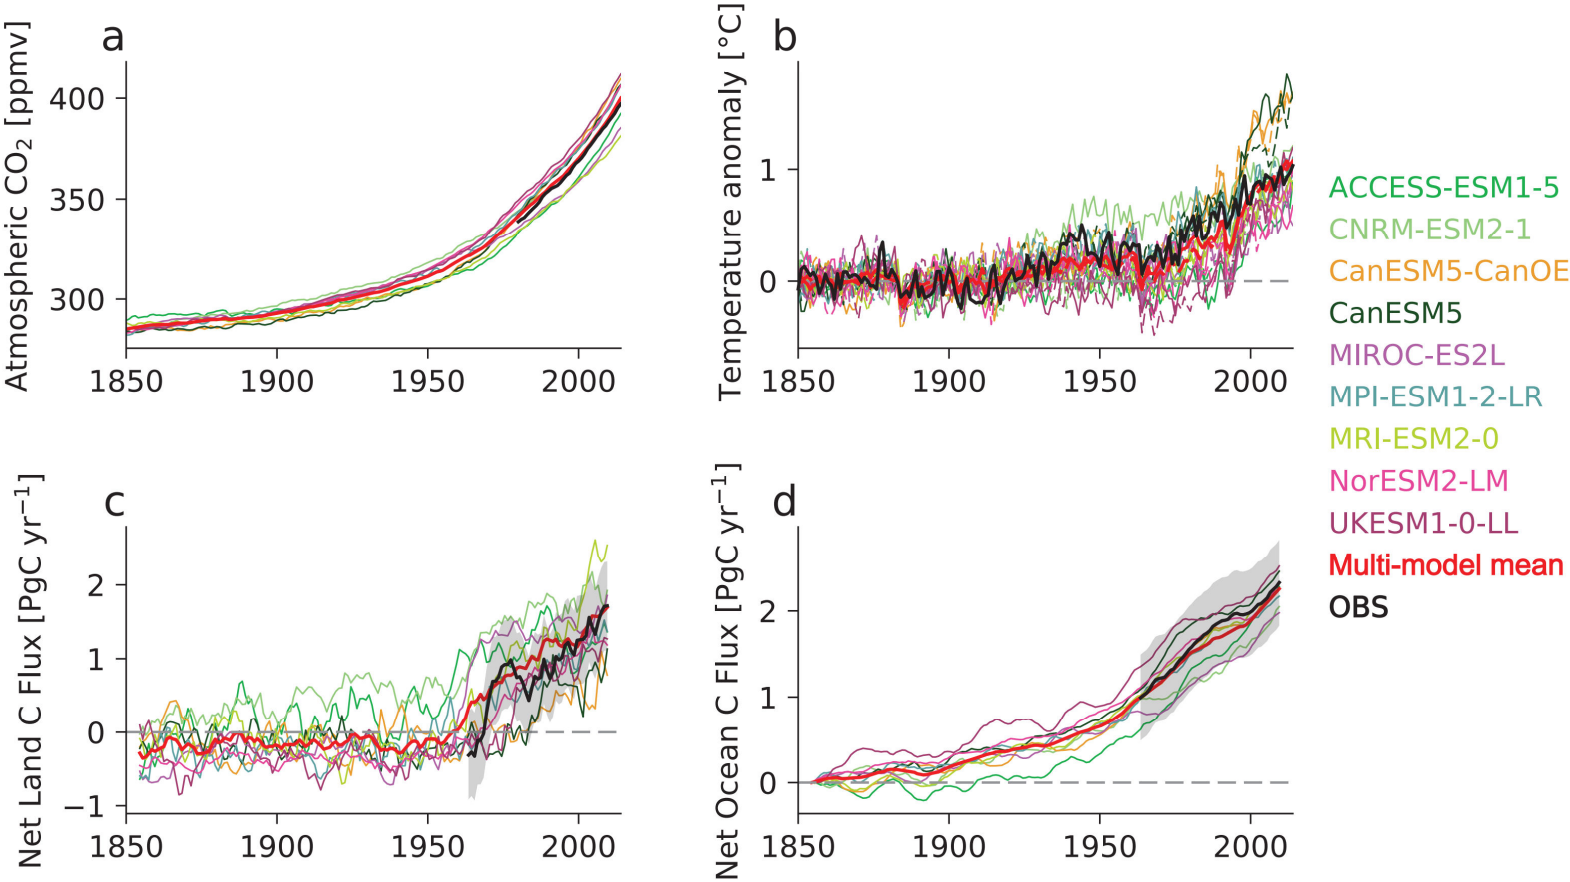 a
Atmospheric CO₂ [ppmv]
400
350
300
1850 1900 1950 2000
b
Temperature anomaly [°C]
1
0
1850 1900 1950 2000
c
Net Land C Flux [PgC yr⁻¹]
2
1
0
−1
1850 1900 1950 2000
d
Net Ocean C Flux [PgC yr⁻¹]
2
1
0
1850 1900 1950 2000
ACCESS-ESM1-5
CNRM-ESM2-1
CanESM5-CanOE
CanESM5
MIROC-ES2L
MPI-ESM1-2-LR
MRI-ESM2-0
NorESM2-LM
UKESM1-0-LL
Multi-model mean
OBS